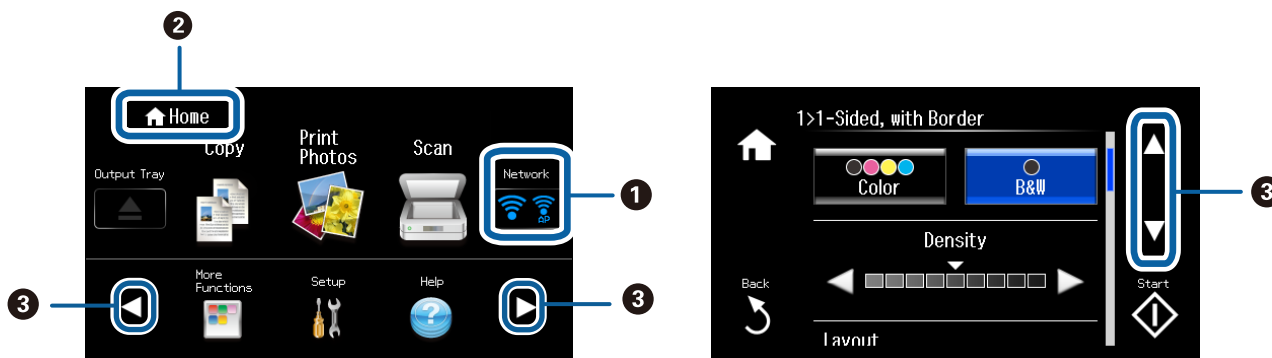 2
Home
Copy
Print
Photos
Scan
Output Tray
Network
AP
1
More
Functions
Setup
Help
3
3
1>1-Sided, with Border
Color
B&W
3
Density
Back
Start
Layout